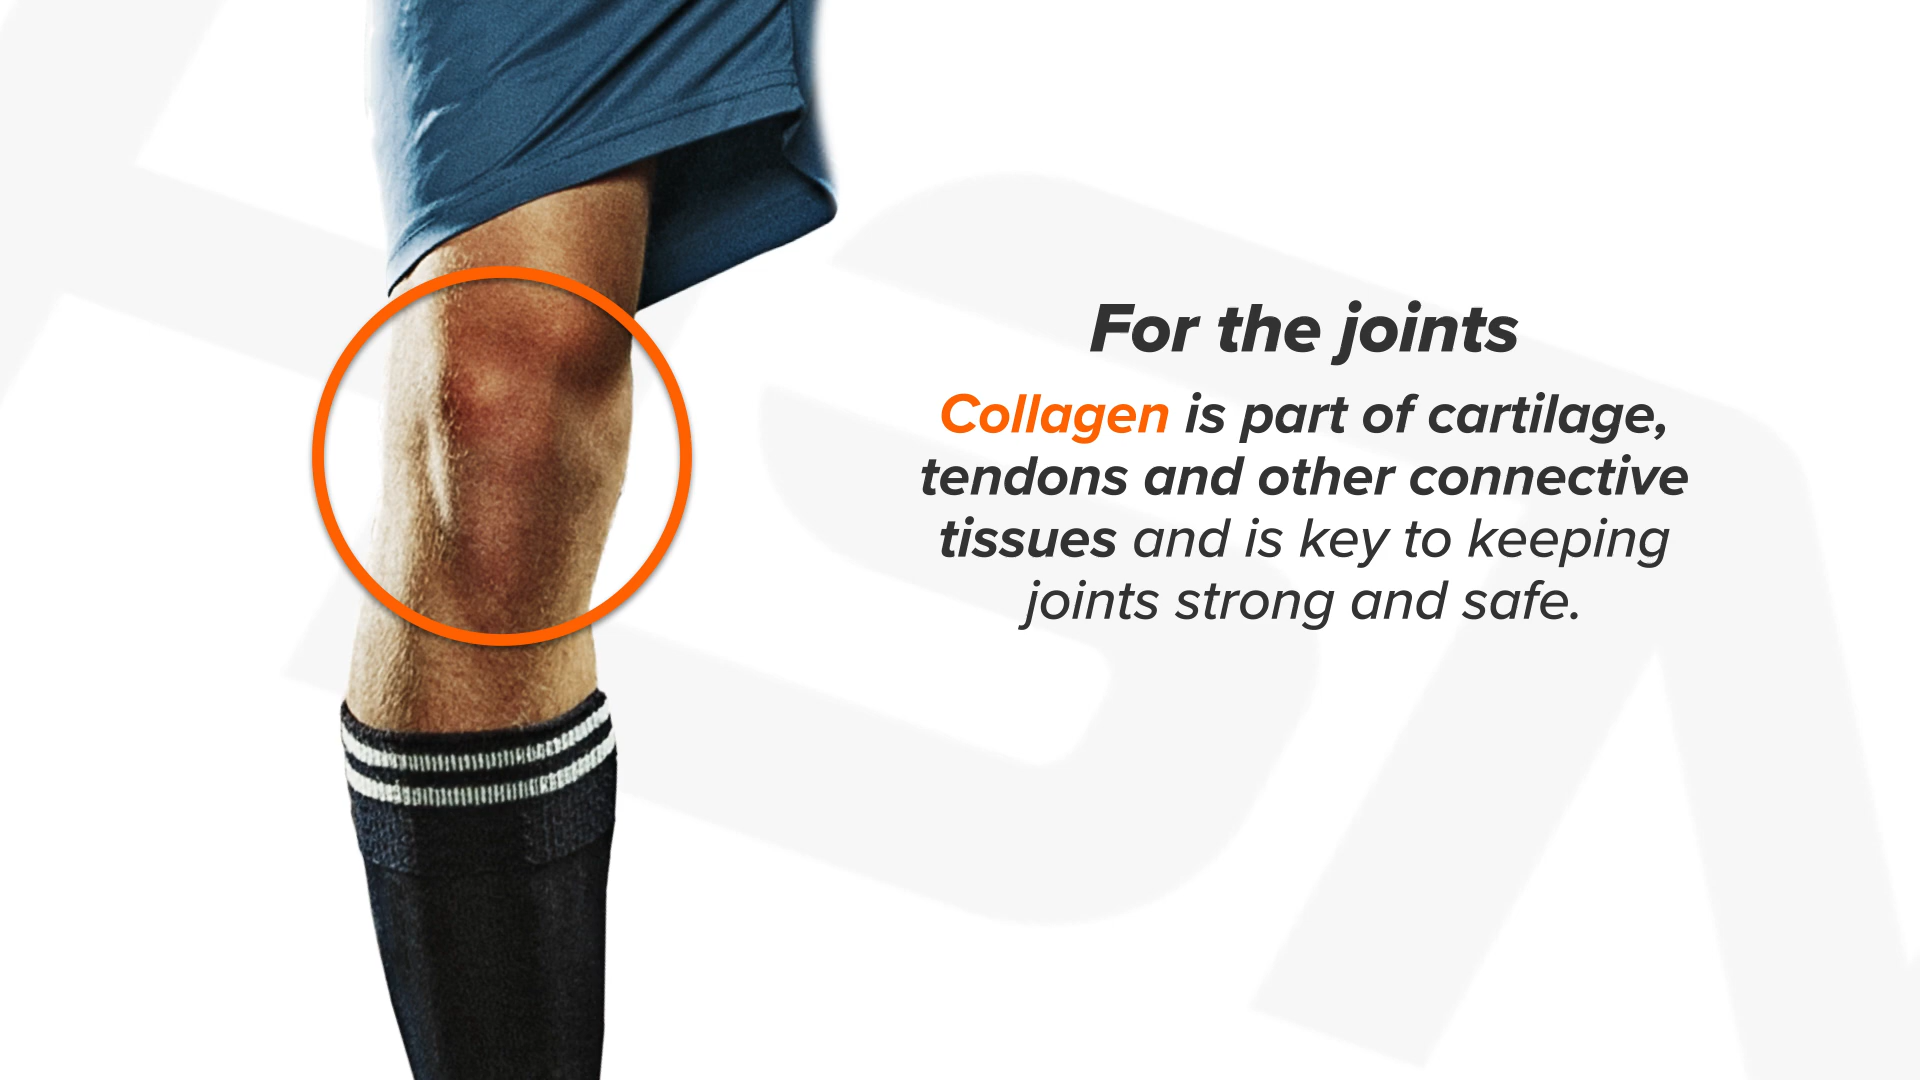 For the joints
Collagen is part of cartilage,
tendons and other connective
tissues and is key to keeping
joints strong and safe.